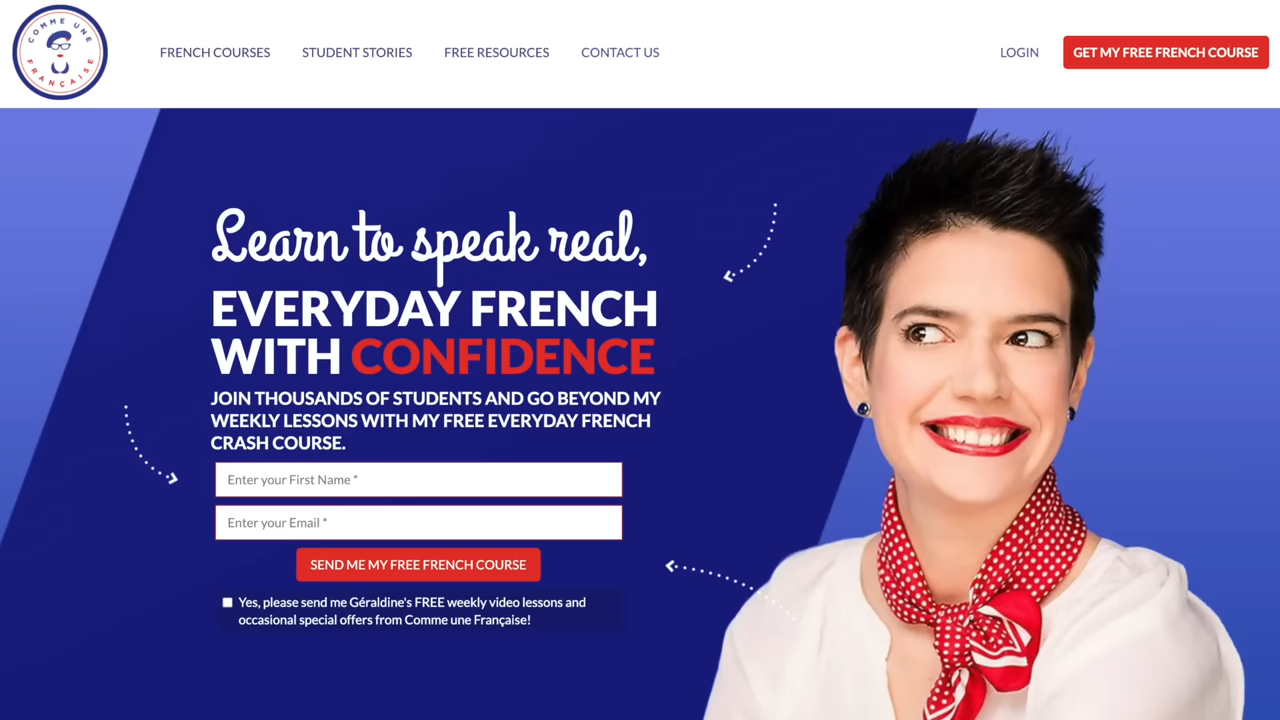 COMME UNE
FRANÇAISE
FRENCH COURSES
STUDENT STORIES
FREE RESOURCES
CONTACT US
LOGIN
GET MY FREE FRENCH COURSE
Learn to speak real,
EVERYDAY FRENCH
WITH CONFIDENCE
JOIN THOUSANDS OF STUDENTS AND GO BEYOND MY
WEEKLY LESSONS WITH MY FREE EVERYDAY FRENCH
CRASH COURSE.
Enter your First Name *
Enter your Email *
SEND ME MY FREE FRENCH COURSE
Yes, please send me Géraldine's FREE weekly video lessons and
occasional special offers from Comme une Française!